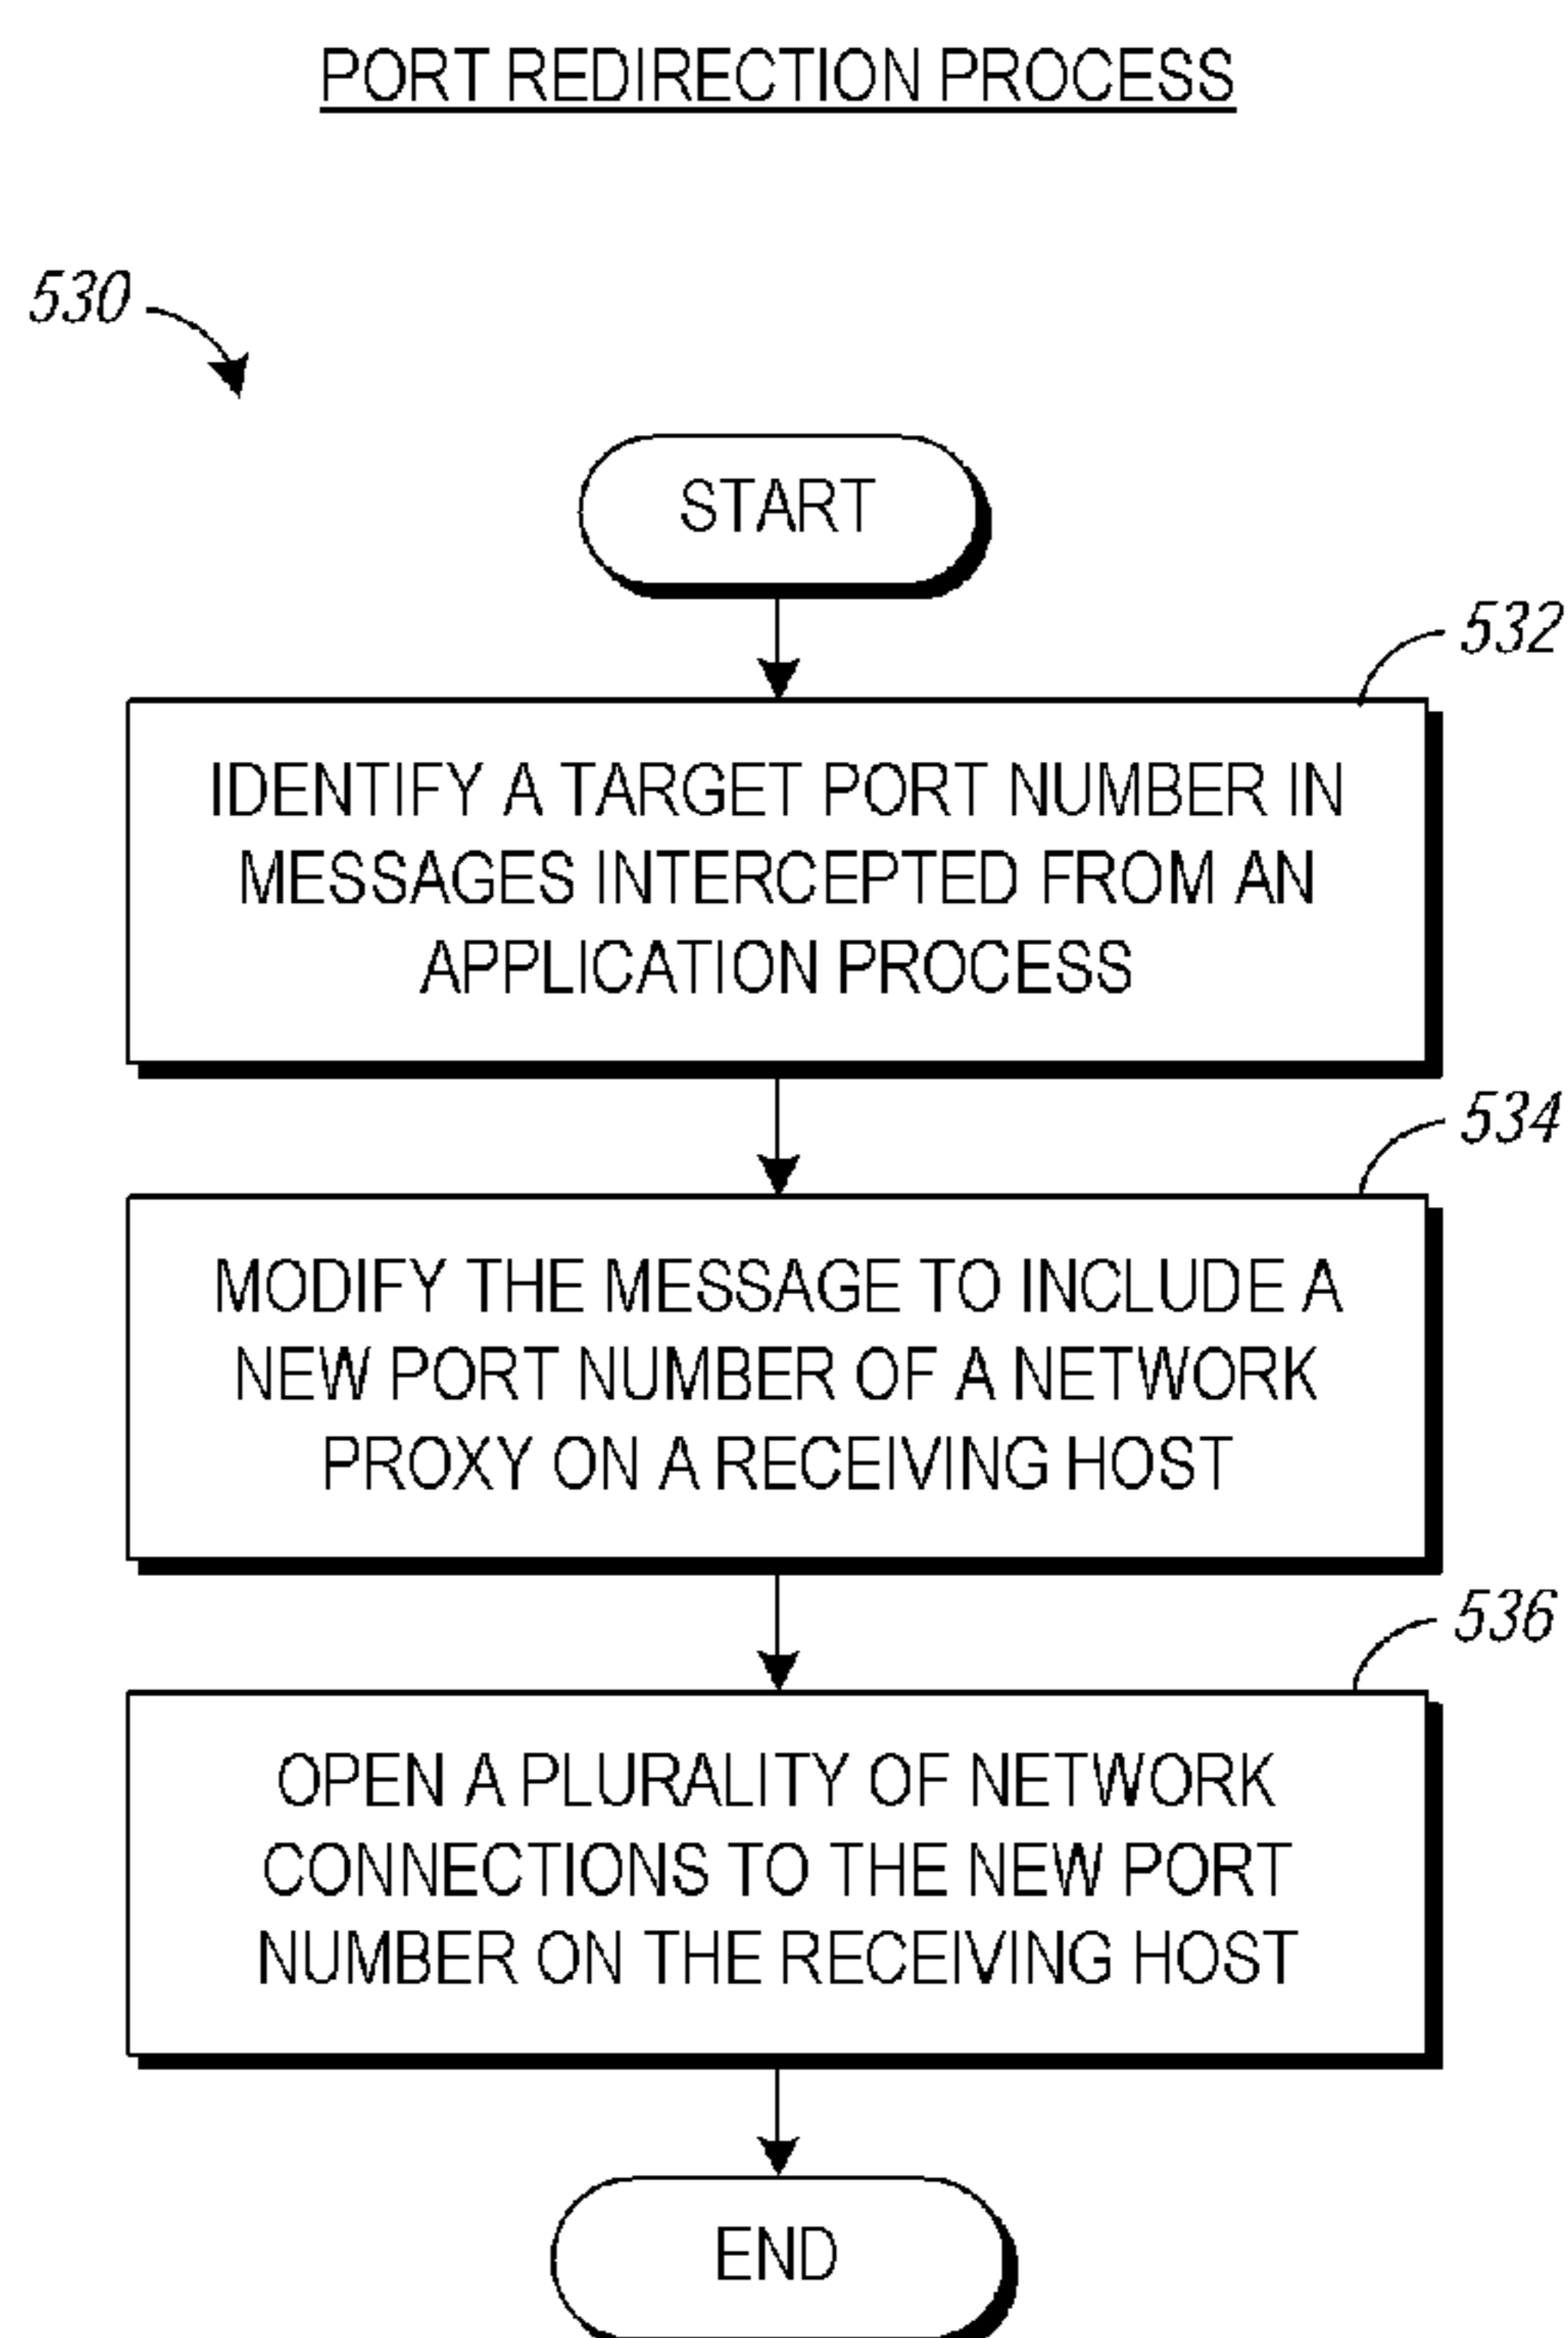 PORT REDIRECTION PROCESS
530
START
532
IDENTIFY A TARGET PORT NUMBER IN
MESSAGES INTERCEPTED FROM AN
APPLICATION PROCESS
534
MODIFY THE MESSAGE TO INCLUDE A
NEW PORT NUMBER OF A NETWORK
PROXY ON A RECEIVING HOST
536
OPEN A PLURALITY OF NETWORK
CONNECTIONS TO THE NEW PORT
NUMBER ON THE RECEIVING HOST
END